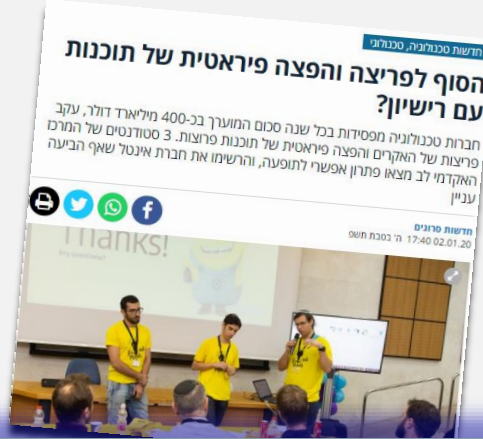 חדשות טכנולוגיה, טכנולוגי
הסוף לפריצה והפצה פיראטית של תוכנות
עם רישיון?
חברות טכנולוגיה מפסידות בכל שנה סכום המוערך בכ-400 מיליארד דולר, עקב
פריצות של האקרים והפצה פיראטית של תוכנות פרוצות. 3 סטודנטים של המרכז
האקדמי לב מצאו פתרון אפשרי לתופעה, והרשימו את חברת אינטל שאף הביעה
עניין
חדשות סרוגים
02.01.20 17:40 ה' בטבת תשפ
Thanks!
Any questions?